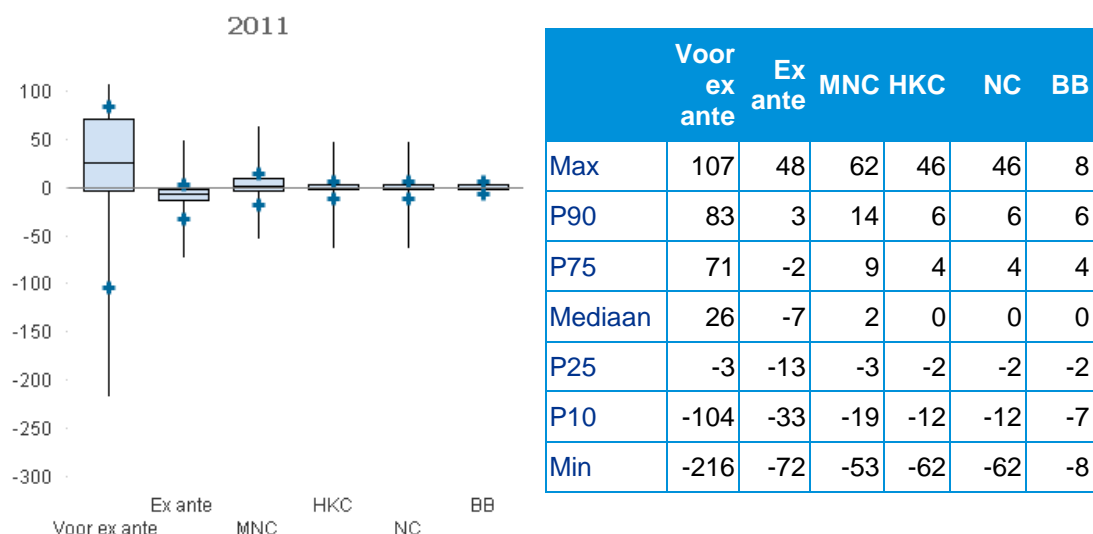 2011
100
50
0
-50
-100
-150
-200
-250
-300
Ex ante HKC BB
Voor ex ante MNC NC
Voor ex ante Ex ante MNC HKC NC BB
Max 107 48 62 46 46 8
P90 83 3 14 6 6 6
P75 71 -2 9 4 4 4
Mediaan 26 -7 2 0 0 0
P25 -3 -13 -3 -2 -2 -2
P10 -104 -33 -19 -12 -12 -7
Min -216 -72 -53 -62 -62 -8